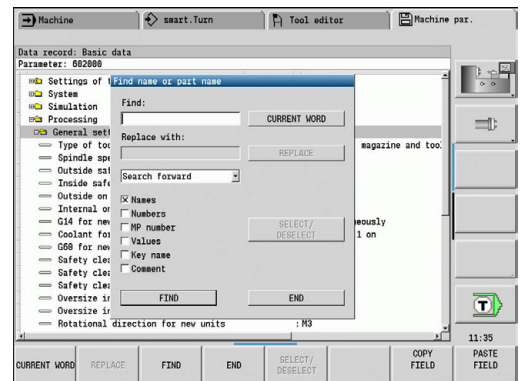 Machine
smart.Turn
Tool editor
Machine par.
Data record: Basic data
Parameter: 602000
Settings of
System
Simulation
Processing
General sett
Type of too magazine and tool
Spindle spe
Outside saf
Inside safe
Outside on
Internal on
G14 for new eously
Coolant for 1 on
G60 for new
Safety clea
Safety clea
Safety clea
Oversize in
Oversize in
Rotational direction for new units : M3
Find name or part name
Find:
CURRENT WORD
Replace with:
REPLACE
Search forward
Names
Numbers
MP number
Values
Key name
Comment
SELECT/
DESELECT
FIND
END
T
11:35
CURRENT WORD
REPLACE
FIND
END
SELECT/
DESELECT
COPY
FIELD
PASTE
FIELD